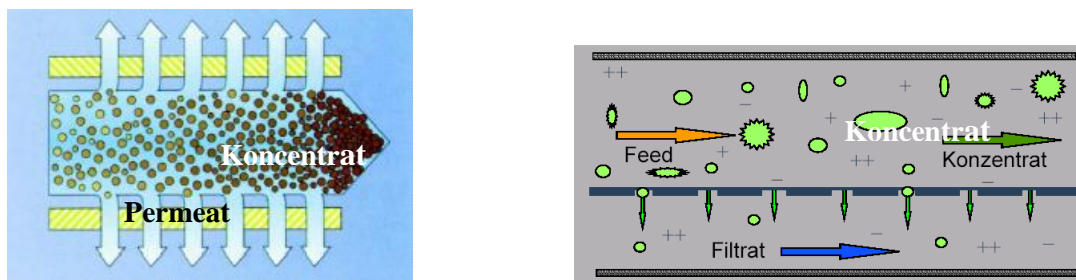 Koncentrat
Permeat
++
+
−
−
++
Koncentrat
+
−
++
Feed
Konzentrat
++
−
−
++
−
++
−
Filtrat